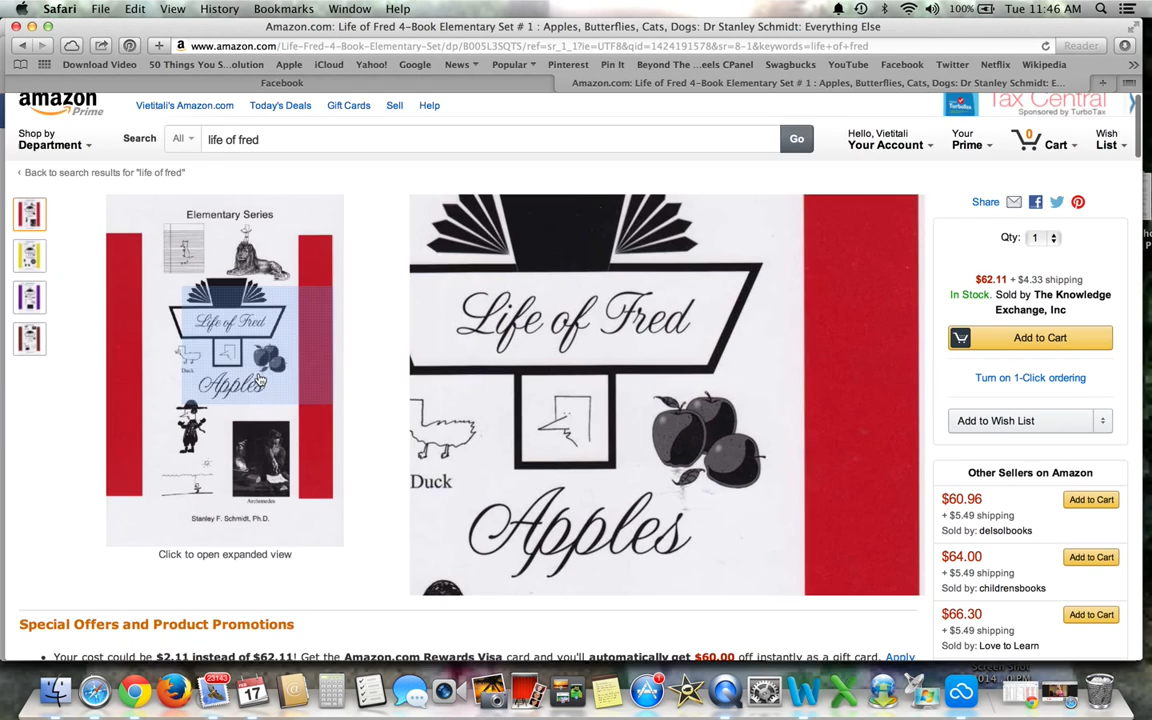 Safari File Edit View History Bookmarks Window Help
100% Tue 11:46 AM
Amazon.com: Life of Fred 4-Book Elementary Set # 1 : Apples, Butterflies, Cats, Dogs: Dr Stanley Schmidt: Everything Else
www.amazon.com/Life-Fred-4-Book-Elementary-Set/dp/B005L3SQTS/ref=sr_1_1?ie=UTF8&qid=1424191578&sr=8-1&keywords=life+of+fred
Reader
Download Video 50 Things You S...olution Apple iCloud Yahoo! Google News Popular Pinterest Pin It Beyond The ...eels CPanel Swagbucks YouTube Facebook Twitter Netflix Wikipedia
Facebook
Amazon.com: Life of Fred 4-Book Elementary Set # 1 : Apples, Butterflies, Cats, Dogs: Dr Stanley Schmidt: E...
amazon
Prime
Vietitali's Amazon.com Today's Deals Gift Cards Sell Help
Tax Central
Sponsored by TurboTax
Shop by
Department
Search All life of fred Go
Hello, Vietitali
Your Account
Your
Prime
0
Cart
Wish
List
‹ Back to search results for "life of fred"
Elementary Series
Life of Fred
Duck
Apples
Archimedes
Stanley F. Schmidt, Ph.D.
Click to open expanded view
Life of Fred
Duck
Apples
Share
Qty: 1
$62.11 + $4.33 shipping
In Stock. Sold by The Knowledge
Exchange, Inc
Add to Cart
Turn on 1-Click ordering
Add to Wish List
Other Sellers on Amazon
$60.96
+ $5.49 shipping
Sold by: delsolbooks
Add to Cart
$64.00
+ $5.49 shipping
Sold by: childrensbooks
Add to Cart
$66.30
+ $5.49 shipping
Sold by: Love to Learn
Add to Cart
Special Offers and Product Promotions
• Your cost could be $2.11 instead of $62.11! Get the Amazon.com Rewards Visa card and you'll automatically get $60.00 off instantly as a gift card. Apply
23143
FEB
17
1
Screen Shot